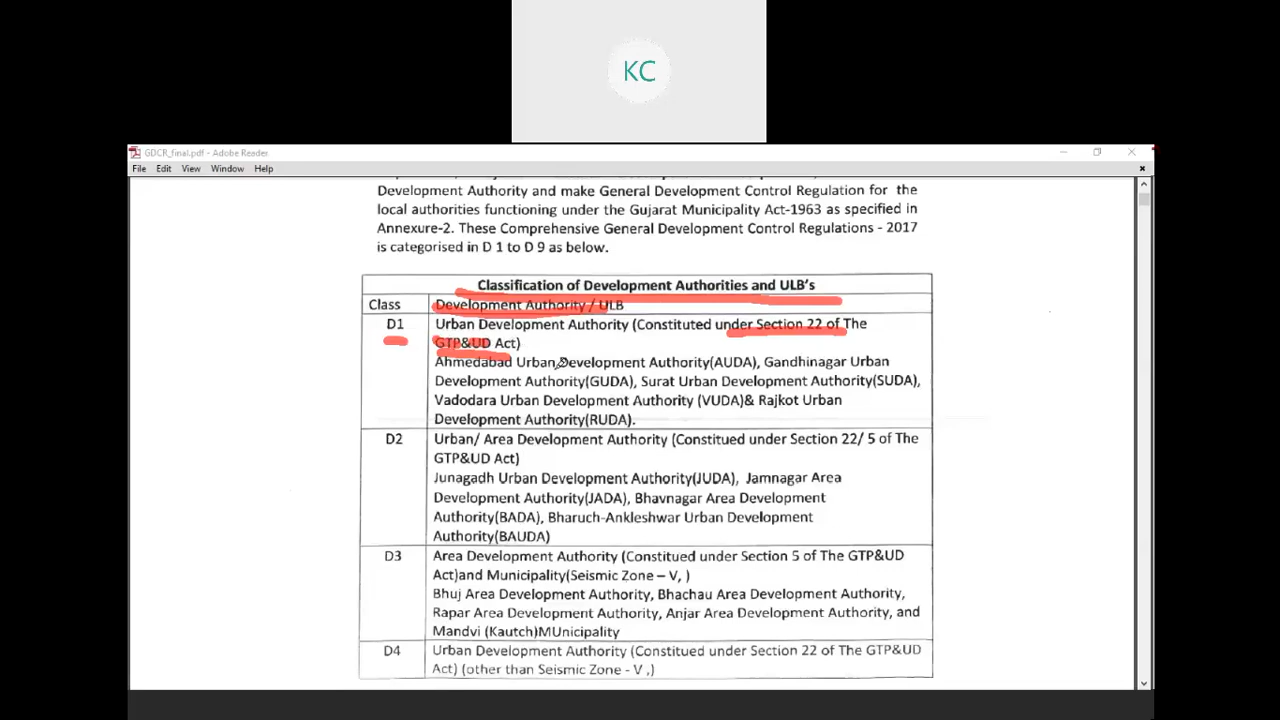 KC
GDCR_final.pdf - Adobe Reader
File Edit View Window Help
Development Authority and make General Development Control Regulation for the
local authorities functioning under the Gujarat Municipality Act-1963 as specified in
Annexure-2. These Comprehensive General Development Control Regulations - 2017
is categorised in D 1 to D 9 as below.
Classification of Development Authorities and ULB's
Class Development Authority / ULB
D1 Urban Development Authority (Constituted under Section 22 of The
GTP&UD Act)
Ahmedabad Urban Development Authority(AUDA), Gandhinagar Urban
Development Authority(GUDA), Surat Urban Development Authority(SUDA),
Vadodara Urban Development Authority (VUDA)& Rajkot Urban
Development Authority(RUDA).
D2 Urban/ Area Development Authority (Constitued under Section 22/ 5 of The
GTP&UD Act)
Junagadh Urban Development Authority(JUDA), Jamnagar Area
Development Authority(JADA), Bhavnagar Area Development
Authority(BADA), Bharuch-Ankleshwar Urban Development
Authority(BAUDA)
D3 Area Development Authority (Constitued under Section 5 of The GTP&UD
Act)and Municipality(Seismic Zone – V, )
Bhuj Area Development Authority, Bhachau Area Development Authority,
Rapar Area Development Authority, Anjar Area Development Authority, and
Mandvi (Kautch)MUnicipality
D4 Urban Development Authority (Constitued under Section 22 of The GTP&UD
Act) (other than Seismic Zone - V ,)